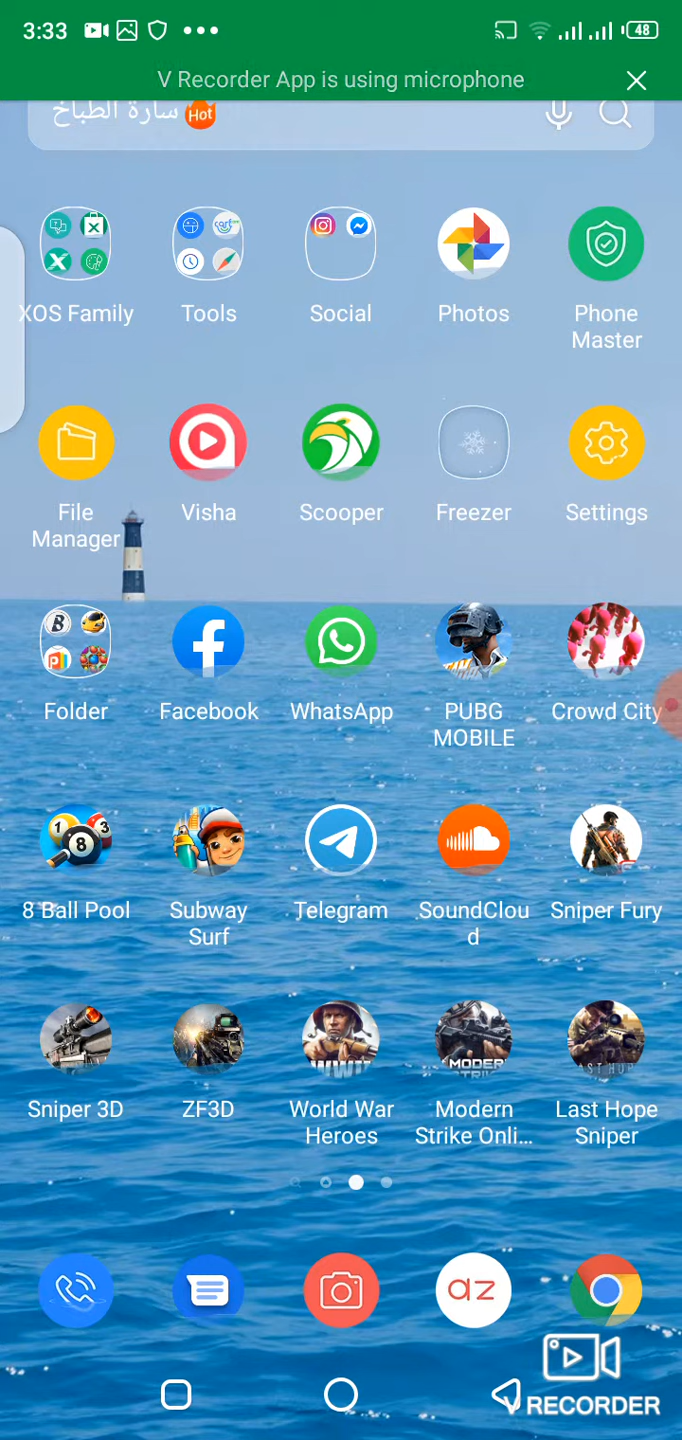 3:33
48
V Recorder App is using microphone
سارة الطباخ Hot
XOS Family
Tools
Social
Photos
Phone
Master
File
Manager
Visha
Scooper
Freezer
Settings
Folder
Facebook
WhatsApp
PUBG
MOBILE
Crowd City
8 Ball Pool
Subway
Surf
Telegram
SoundClou
d
Sniper Fury
Sniper 3D
ZF3D
World War
Heroes
Modern
Strike Onli...
Last Hope
Sniper
az
V RECORDER